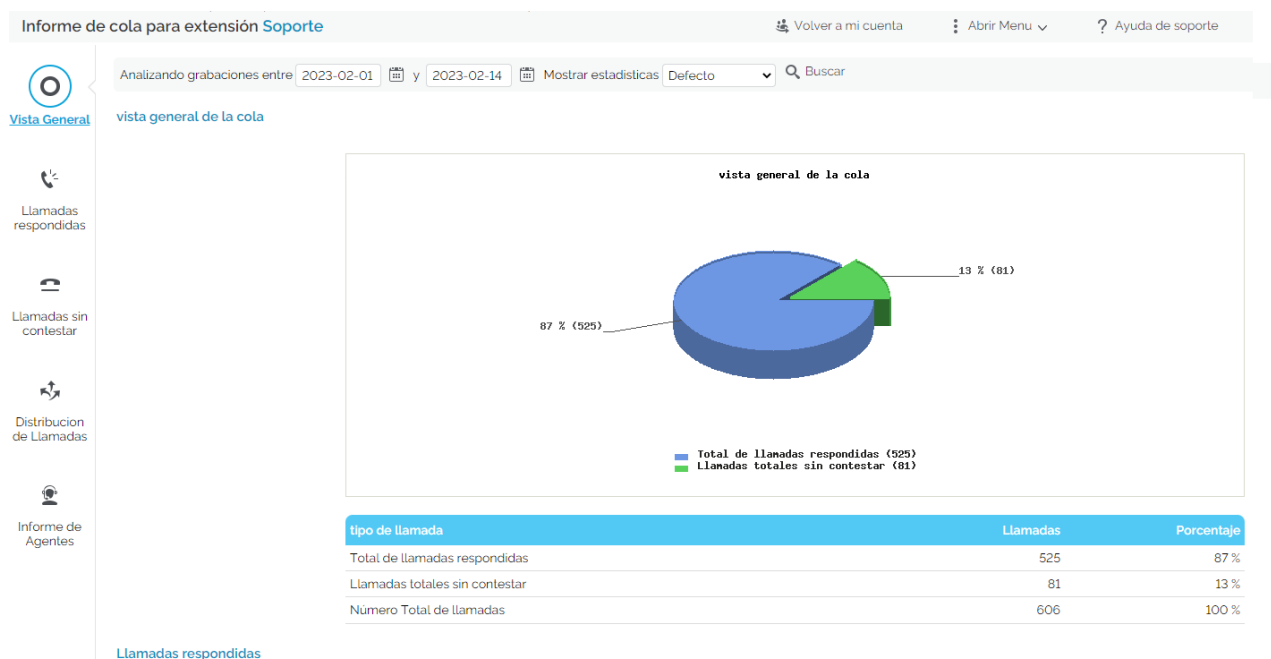 Informe de cola para extensión Soporte
Volver a mi cuenta
Abrir Menu
? Ayuda de soporte
Analizando grabaciones entre 2023-02-01 y 2023-02-14 Mostrar estadisticas Defecto Buscar
Vista General
vista general de la cola
Llamadas
respondidas
Llamadas sin
contestar
Distribucion
de Llamadas
Informe de
Agentes
vista general de la cola
13 % (81)
87 % (525)
Total de llamadas respondidas (525)
Llamadas totales sin contestar (81)
tipo de llamada Llamadas Porcentaje
Total de llamadas respondidas 525 87 %
Llamadas totales sin contestar 81 13 %
Número Total de llamadas 606 100 %
Llamadas respondidas